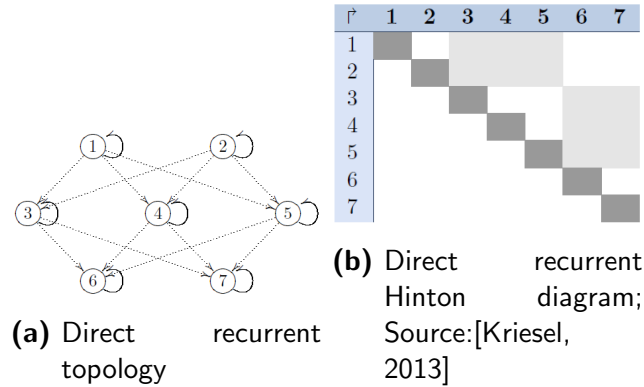 ↱ 1 2 3 4 5 6 7
1
2
3
4
5
6
7
1 2
3 4 5
6 7
(a) Direct recurrent
topology
(b) Direct recurrent
Hinton diagram;
Source:[Kriesel,
2013]